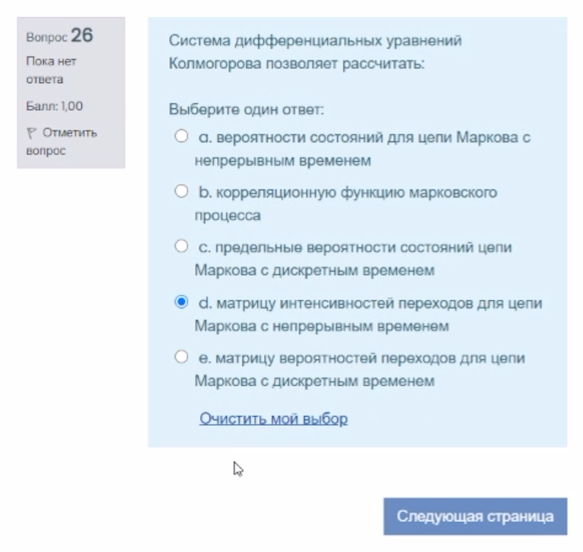 Вопрос 26
Пока нет
ответа
Балл: 1,00
Отметить
вопрос
Система дифференциальных уравнений
Колмогорова позволяет рассчитать:
Выберите один ответ:
a. вероятности состояний для цепи Маркова с
непрерывным временем
b. корреляционную функцию марковского
процесса
c. предельные вероятности состояний цепи
Маркова с дискретным временем
d. матрицу интенсивностей переходов для цепи
Маркова с непрерывным временем
e. матрицу вероятностей переходов для цепи
Маркова с дискретным временем
Очистить мой выбор
Следующая страница